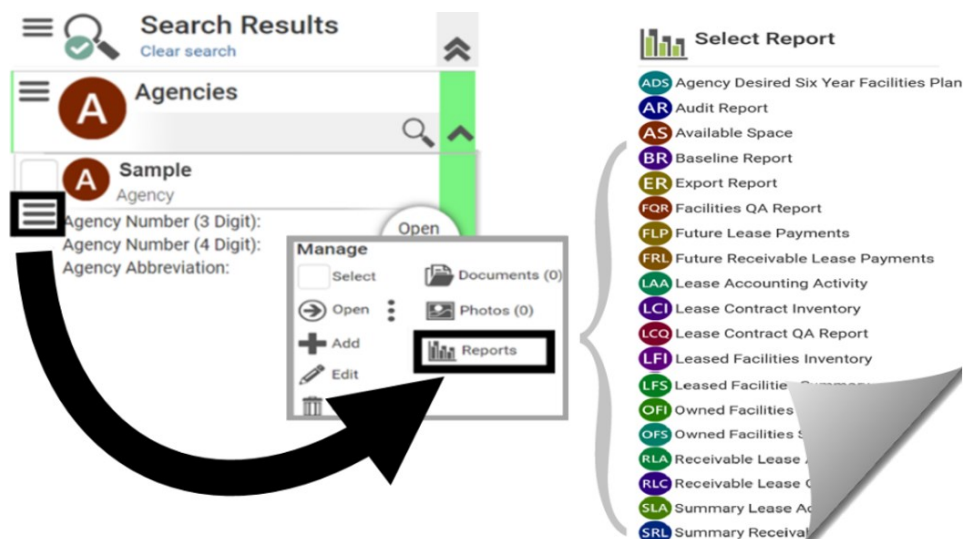 Search Results
Clear search
A
Agencies
A
Sample
Agency
Agency Number (3 Digit):
Agency Number (4 Digit):
Agency Abbreviation:
Open
Manage
Select
Documents (0)
Open
Photos (0)
Add
Reports
Edit
Select Report
ADS Agency Desired Six Year Facilities Plan
AR Audit Report
AS Available Space
BR Baseline Report
ER Export Report
FQR Facilities QA Report
FLP Future Lease Payments
FRL Future Receivable Lease Payments
LAA Lease Accounting Activity
LCI Lease Contract Inventory
LCQ Lease Contract QA Report
LFI Leased Facilities Inventory
LFS Leased Facilities
OFI Owned Facilities
OFS Owned Facilities
RLA Receivable Lease
RLC Receivable Lease
SLA Summary Lease
SRL Summary